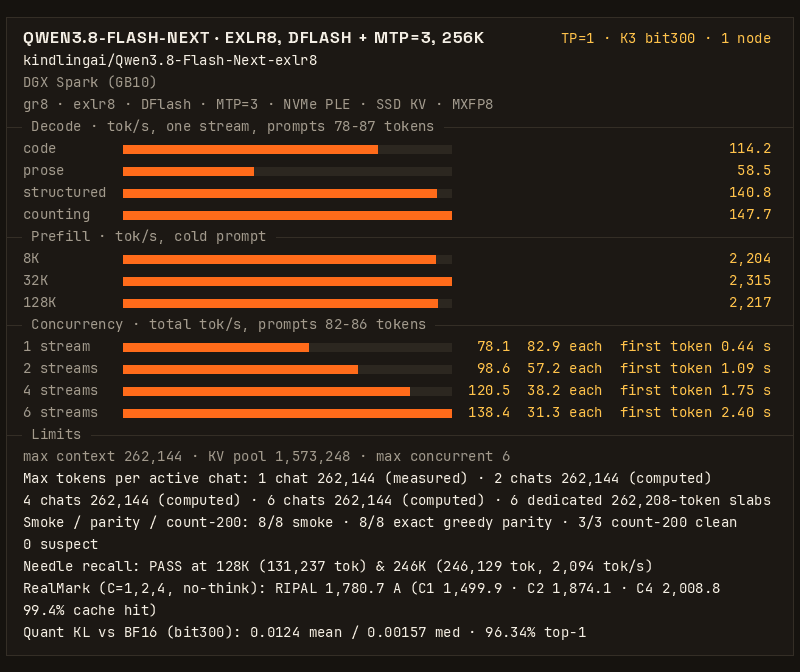 QWEN3.8-FLASH-NEXT · EXLR8, DFLASH + MTP=3, 256K TP=1 · K3 bit300 · 1 node
kindlingai/Qwen3.8-Flash-Next-exlr8
DGX Spark (GB10)
gr8 · exlr8 · DFlash · MTP=3 · NVMe PLE · SSD KV · MXFP8
Decode · tok/s, one stream, prompts 78-87 tokens
code 114.2
prose 58.5
structured 140.8
counting 147.7
Prefill · tok/s, cold prompt
8K 2,204
32K 2,315
128K 2,217
Concurrency · total tok/s, prompts 82-86 tokens
1 stream 78.1 82.9 each first token 0.44 s
2 streams 98.6 57.2 each first token 1.09 s
4 streams 120.5 38.2 each first token 1.75 s
6 streams 138.4 31.3 each first token 2.40 s
Limits
max context 262,144 · KV pool 1,573,248 · max concurrent 6
Max tokens per active chat: 1 chat 262,144 (measured) · 2 chats 262,144 (computed)
4 chats 262,144 (computed) · 6 chats 262,144 (computed) · 6 dedicated 262,208-token slabs
Smoke / parity / count-200: 8/8 smoke · 8/8 exact greedy parity · 3/3 count-200 clean
0 suspect
Needle recall: PASS at 128K (131,237 tok) & 246K (246,129 tok, 2,094 tok/s)
RealMark (C=1,2,4, no-think): RIPAL 1,780.7 A (C1 1,499.9 · C2 1,874.1 · C4 2,008.8
99.4% cache hit)
Quant KL vs BF16 (bit300): 0.0124 mean / 0.00157 med · 96.34% top-1